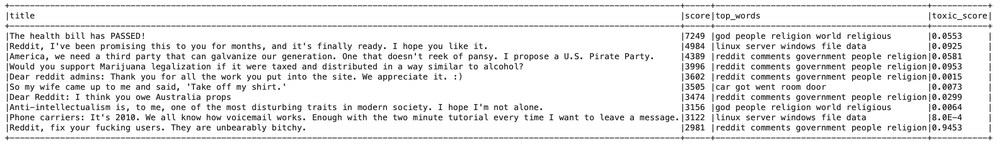 +------------------------------------------------------------------------------------------------------------------------------------+-----+------------------------------------------+-----------+
|title |score|top_words |toxic_score|
+------------------------------------------------------------------------------------------------------------------------------------+-----+------------------------------------------+-----------+
|The health bill has PASSED! |7249 |god people religion world religious |0.0553 |
|Reddit, I've been promising this to you for months, and it's finally ready. I hope you like it. |4984 |linux server windows file data |0.0925 |
|America, we need a third party that can galvanize our generation. One that doesn't reek of pansy. I propose a U.S. Pirate Party. |4389 |reddit comments government people religion|0.0581 |
|Would you support Marijuana legalization if it were taxed and distributed in a way similar to alcohol? |3996 |reddit comments government people religion|0.0953 |
|Dear reddit admins: Thank you for all the work you put into the site. We appreciate it. :) |3602 |reddit comments government people religion|0.0015 |
|So my wife came up to me and said, 'Take off my shirt.' |3505 |car got went room door |0.0073 |
|Dear Reddit: I think you owe Australia props |3474 |reddit comments government people religion|0.0299 |
|Anti-intellectualism is, to me, one of the most disturbing traits in modern society. I hope I'm not alone. |3156 |god people religion world religious |0.0064 |
|Phone carriers: It's 2010. We all know how voicemail works. Enough with the two minute tutorial every time I want to leave a message.|3122 |linux server windows file data |8.0E-4 |
|Reddit, fix your fucking users. They are unbearably bitchy. |2981 |reddit comments government people religion|0.9453 |
+------------------------------------------------------------------------------------------------------------------------------------+-----+------------------------------------------+-----------+